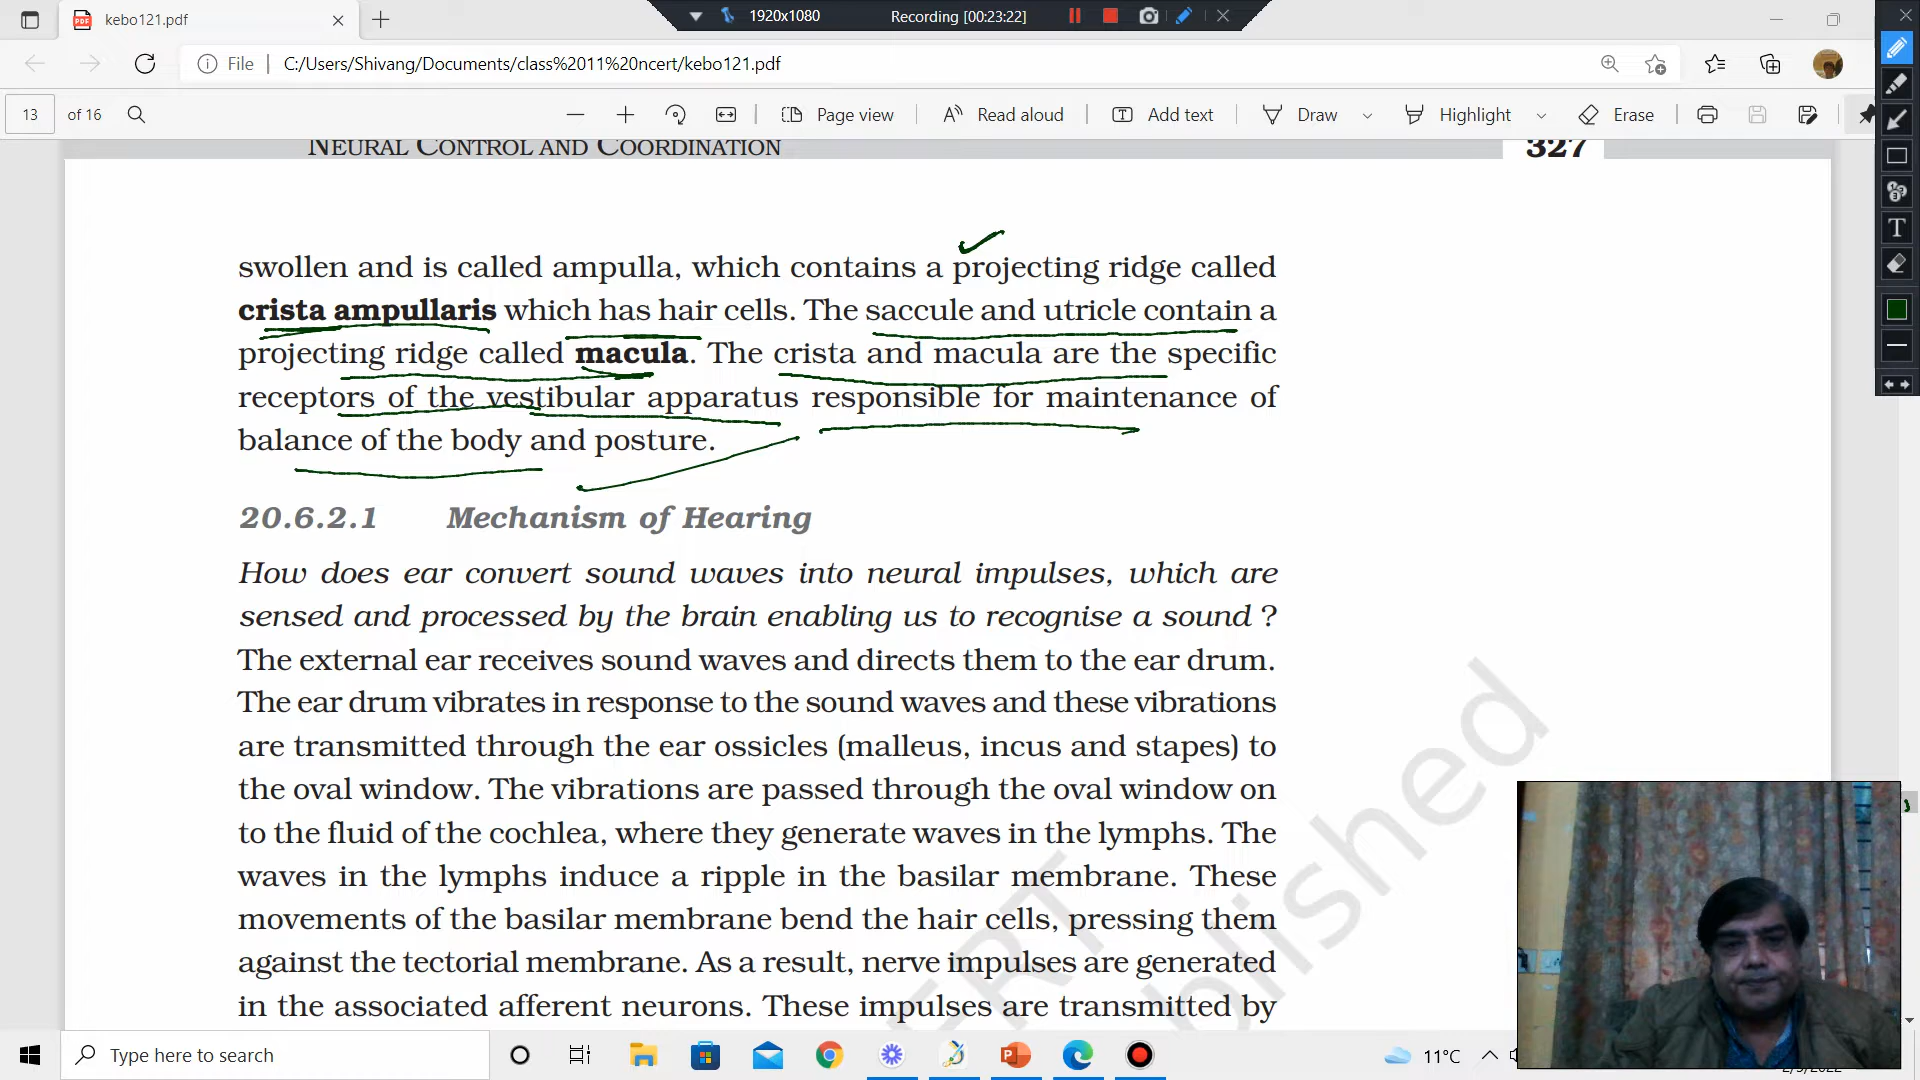 kebo121.pdf
1920x1080
Recording [00:23:22]
File
C:/Users/Shivang/Documents/class%2011%20ncert/kebo121.pdf
13 of 16
Page view
Read aloud
Add text
Draw
Highlight
Erase
NEURAL CONTROL AND COORDINATION
327
swollen and is called ampulla, which contains a projecting ridge called
crista ampullaris which has hair cells. The saccule and utricle contain a
projecting ridge called macula. The crista and macula are the specific
receptors of the vestibular apparatus responsible for maintenance of
balance of the body and posture.
20.6.2.1 Mechanism of Hearing
How does ear convert sound waves into neural impulses, which are
sensed and processed by the brain enabling us to recognise a sound ?
The external ear receives sound waves and directs them to the ear drum.
The ear drum vibrates in response to the sound waves and these vibrations
are transmitted through the ear ossicles (malleus, incus and stapes) to
the oval window. The vibrations are passed through the oval window on
to the fluid of the cochlea, where they generate waves in the lymphs. The
waves in the lymphs induce a ripple in the basilar membrane. These
movements of the basilar membrane bend the hair cells, pressing them
against the tectorial membrane. As a result, nerve impulses are generated
in the associated afferent neurons. These impulses are transmitted by
Type here to search
11°C